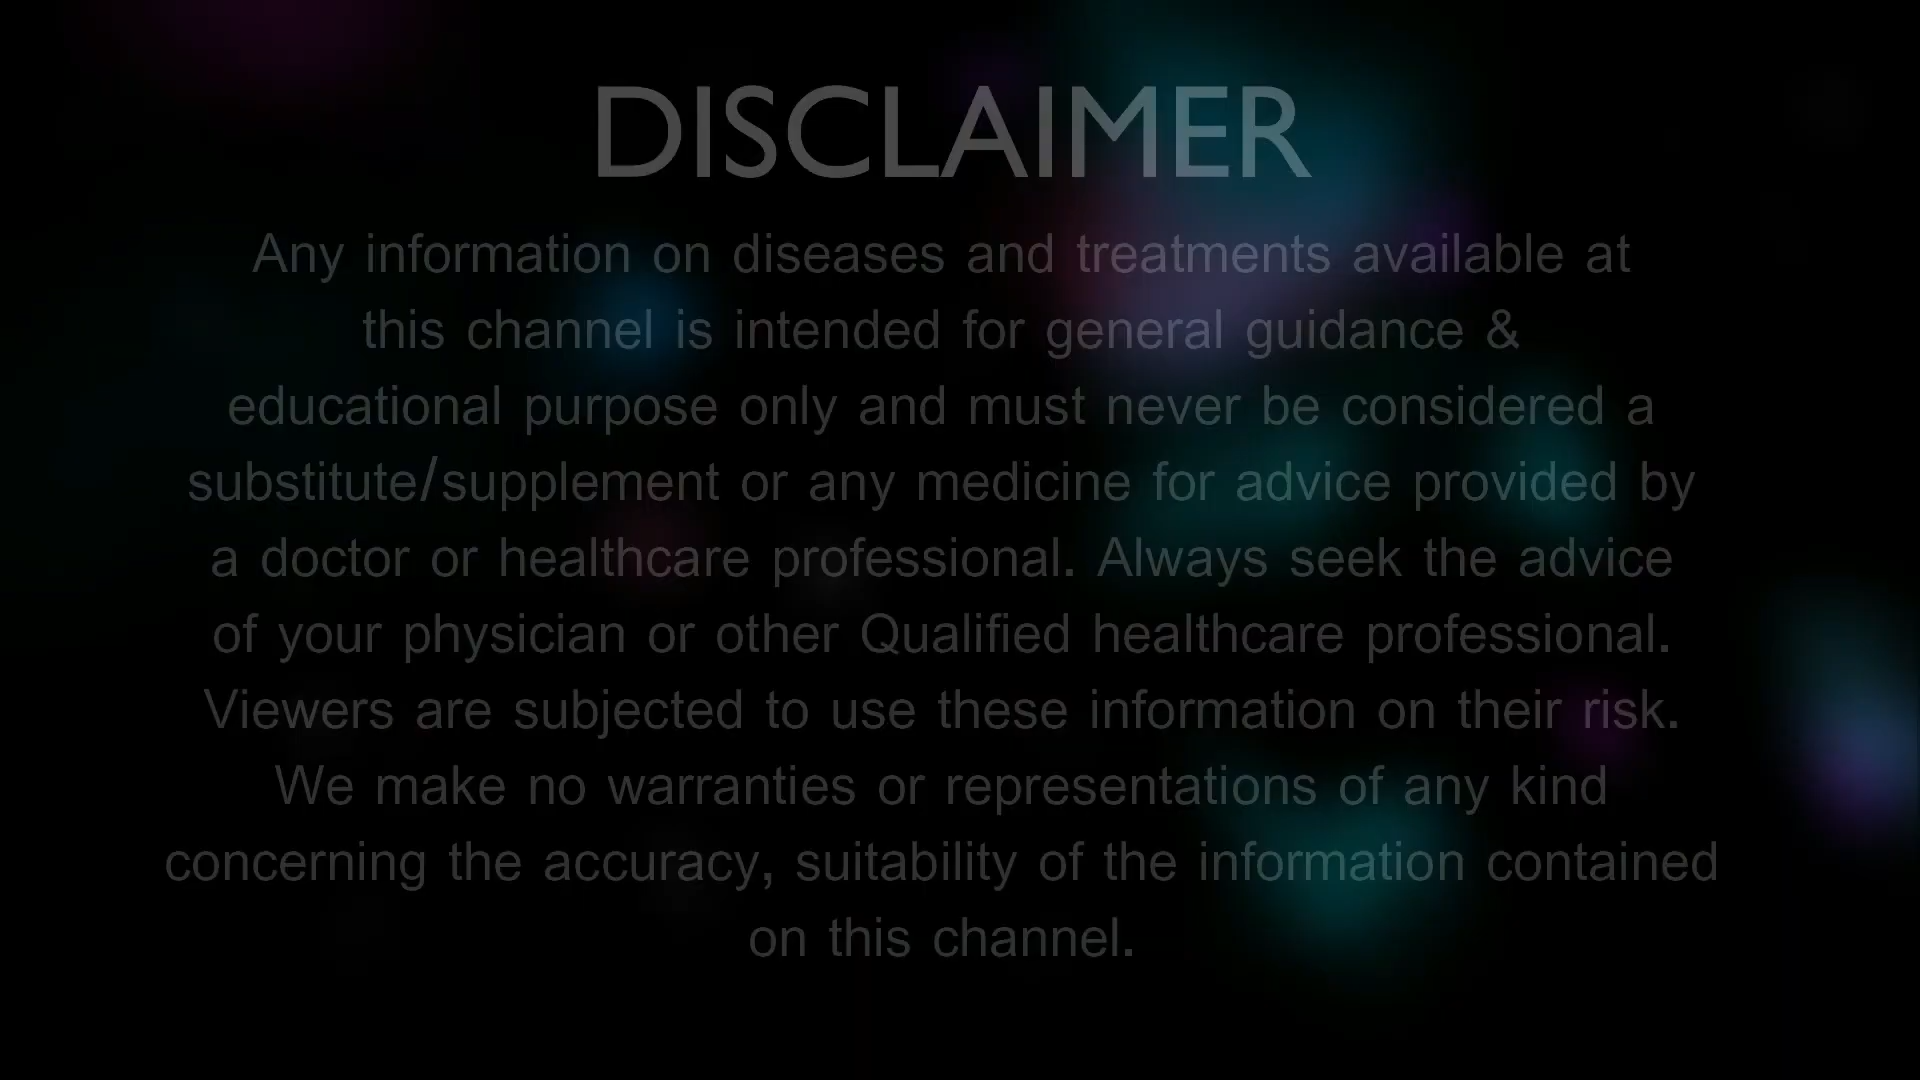 DISCLAIMER
Any information on diseases and treatments available at
this channel is intended for general guidance &
educational purpose only and must never be considered a
substitute/supplement or any medicine for advice provided by
a doctor or healthcare professional. Always seek the advice
of your physician or other Qualified healthcare professional.
Viewers are subjected to use these information on their risk.
We make no warranties or representations of any kind
concerning the accuracy, suitability of the information contained
on this channel.